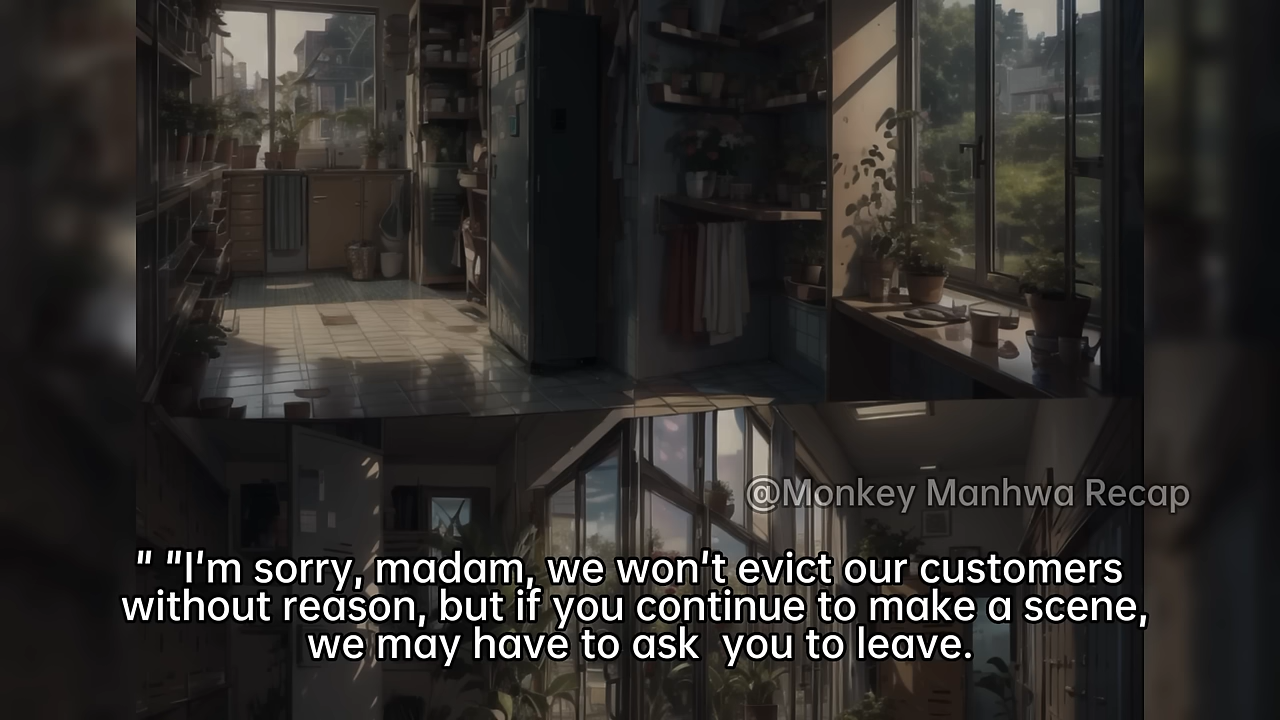 @Monkey Manhwa Recap
" "I'm sorry, madam, we won't evict our customers
without reason, but if you continue to make a scene,
we may have to ask  you to leave.